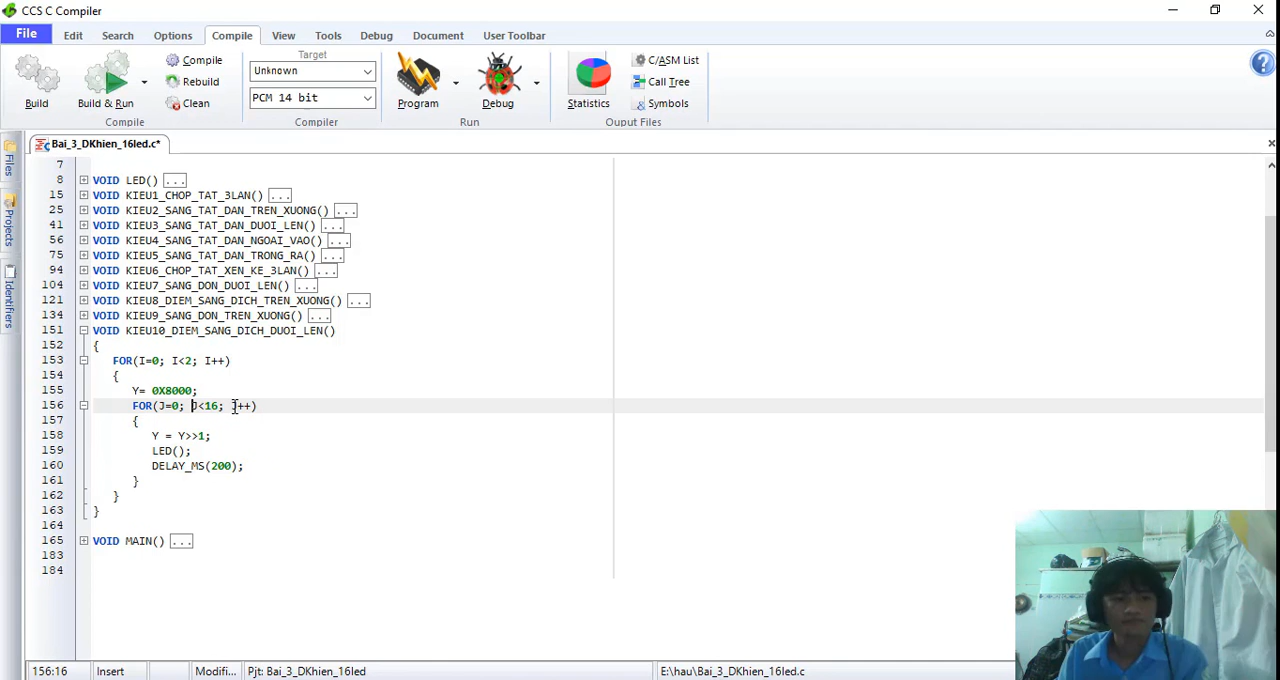 CCS C Compiler
File Edit Search Options Compile View Tools Debug Document User Toolbar
Build
Build & Run
Compile
Rebuild
Clean
Compile
Target
Unknown
PCM 14 bit
Compiler
Program
Debug
Run
Statistics
C/ASM List
Call Tree
Symbols
Ouput Files
Files
Projects
Identifiers
Bai_3_DKhien_16led.c*
7
8 VOID LED() ...
15 VOID KIEU1_CHOP_TAT_3LAN() ...
25 VOID KIEU2_SANG_TAT_DAN_TREN_XUONG() ...
41 VOID KIEU3_SANG_TAT_DAN_DUOI_LEN() ...
56 VOID KIEU4_SANG_TAT_DAN_NGOAI_VAO() ...
75 VOID KIEU5_SANG_TAT_DAN_TRONG_RA() ...
94 VOID KIEU6_CHOP_TAT_XEN_KE_3LAN() ...
104 VOID KIEU7_SANG_DON_DUOI_LEN() ...
121 VOID KIEU8_DIEM_SANG_DICH_TREN_XUONG() ...
134 VOID KIEU9_SANG_DON_TREN_XUONG() ...
151 VOID KIEU10_DIEM_SANG_DICH_DUOI_LEN()
152 {
153 FOR(I=0; I<2; I++)
154 {
155 Y= 0X8000;
156 FOR(J=0; J<16; J++)
157 {
158 Y = Y>>1;
159 LED();
160 DELAY_MS(200);
161 }
162 }
163 }
164
165 VOID MAIN() ...
183
184
156:16 Insert Modifi... Pjt: Bai_3_DKhien_16led E:\hau\Bai_3_DKhien_16led.c